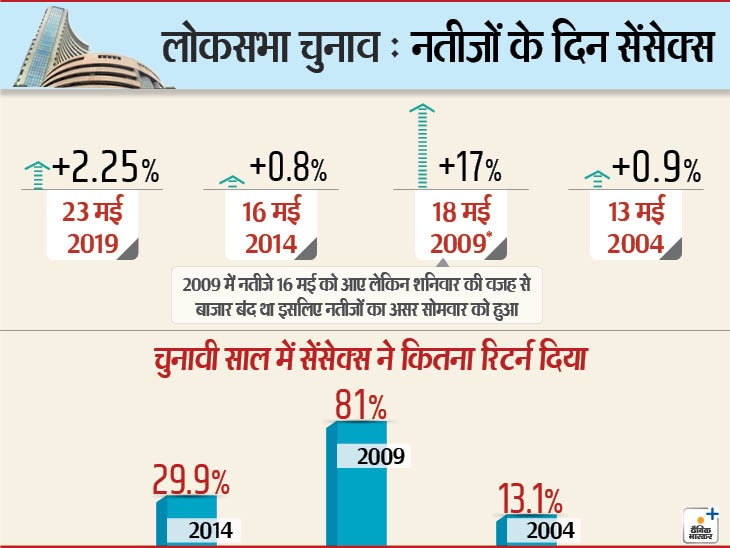 लोकसभा चुनाव : नतीजों के दिन सेंसेक्स
+2.25%
23 मई
2019
+0.8%
16 मई
2014
+17%
18 मई
2009*
+0.9%
13 मई
2004
2009 में नतीजे 16 मई को आए लेकिन शनिवार की वजह से
बाजार बंद था इसलिए नतीजों का असर सोमवार को हुआ
चुनावी साल में सेंसेक्स ने कितना रिटर्न दिया
29.9%
2014
81%
2009
13.1%
2004
दैनिक
भास्कर
+